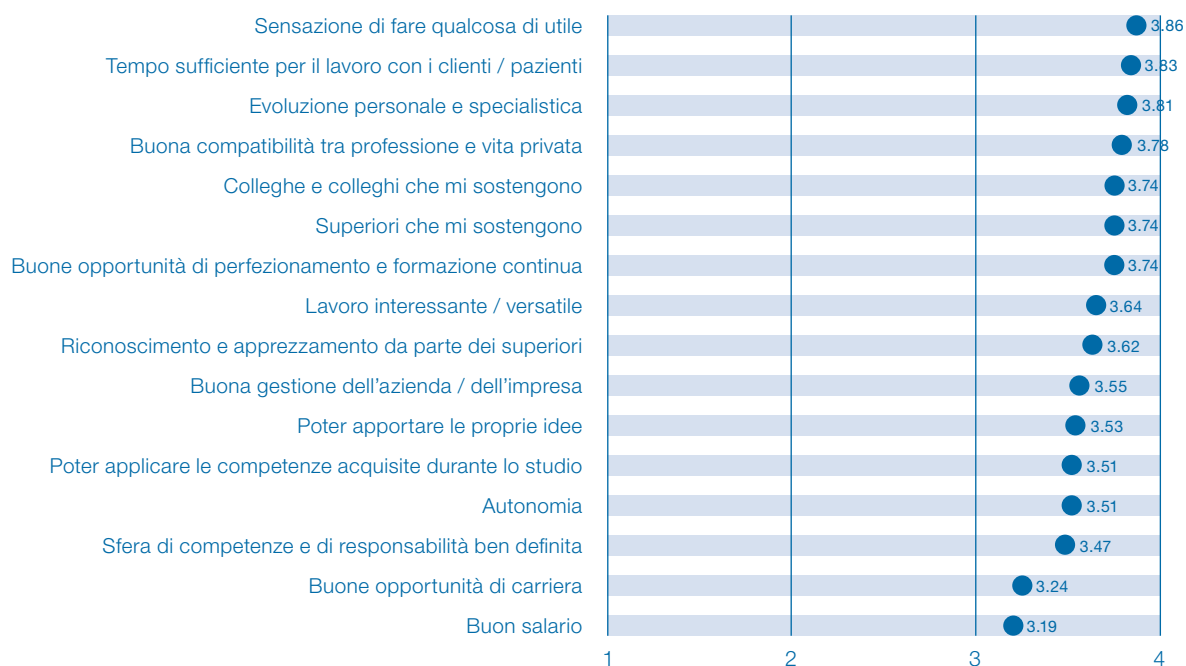 Sensazione di fare qualcosa di utile 3.86
Tempo sufficiente per il lavoro con i clienti / pazienti 3.83
Evoluzione personale e specialistica 3.81
Buona compatibilità tra professione e vita privata 3.78
Colleghe e colleghi che mi sostengono 3.74
Superiori che mi sostengono 3.74
Buone opportunità di perfezionamento e formazione continua 3.74
Lavoro interessante / versatile 3.64
Riconoscimento e apprezzamento da parte dei superiori 3.62
Buona gestione dell’azienda / dell’impresa 3.55
Poter apportare le proprie idee 3.53
Poter applicare le competenze acquisite durante lo studio 3.51
Autonomia 3.51
Sfera di competenze e di responsabilità ben definita 3.47
Buone opportunità di carriera 3.24
Buon salario 3.19
1 2 3 4